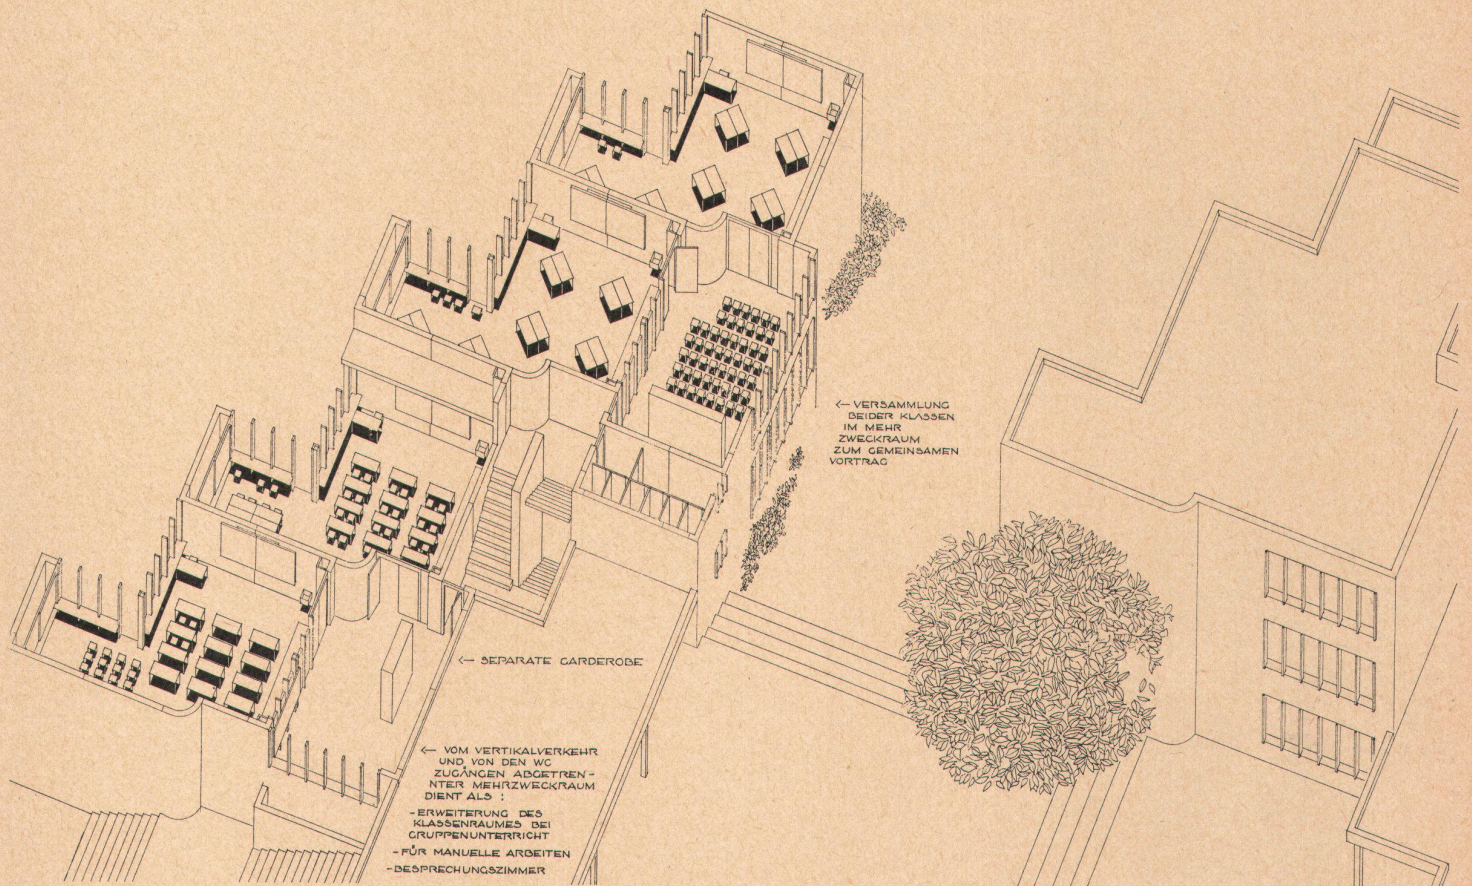 ← VERSAMMLUNG
BEIDER KLASSEN
IM MEHR
ZWECKRAUM
ZUM GEMEINSAMEN
VORTRAG
← SEPARATE GARDEROBE
← VOM VERTIKALVERKEHR
UND VON DEN WC
ZUGÄNGEN ABGETREN-
NTER MEHRZWECKRAUM
DIENT ALS :
-ERWEITERUNG DES
KLASSENRAUMES BEI
GRUPPENUNTERRICHT
-FÜR MANUELLE ARBEITEN
-BESPRECHUNGSZIMMER